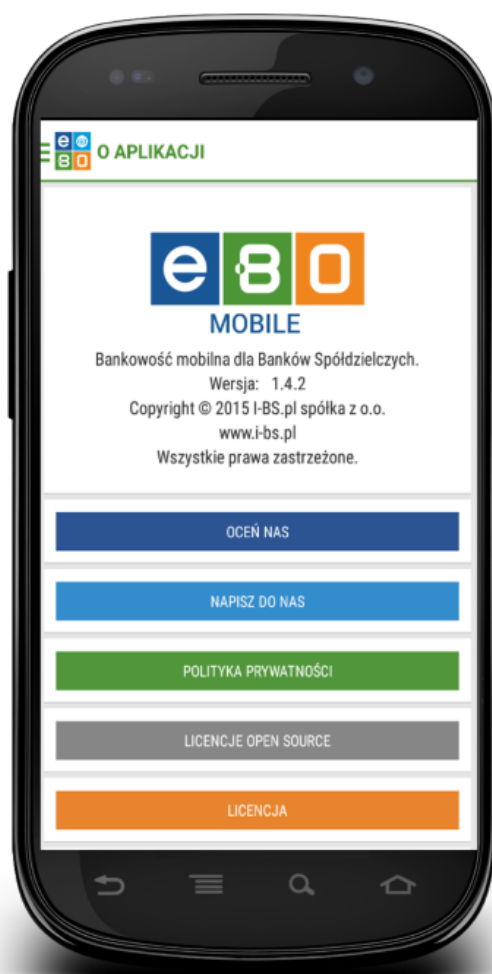 e@
BO
O APLIKACJI
eBO
MOBILE
Bankowość mobilna dla Banków Spółdzielczych.
Wersja: 1.4.2
Copyright © 2015 I-BS.pl spółka z o.o.
www.i-bs.pl
Wszystkie prawa zastrzeżone.
OCEŃ NAS
NAPISZ DO NAS
POLITYKA PRYWATNOŚCI
LICENCJE OPEN SOURCE
LICENCJA